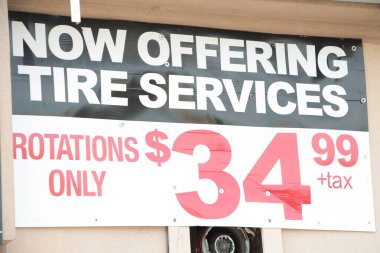 NOW OFFERING
TIRE SERVICES
ROTATIONS ONLY $34.99 +tax